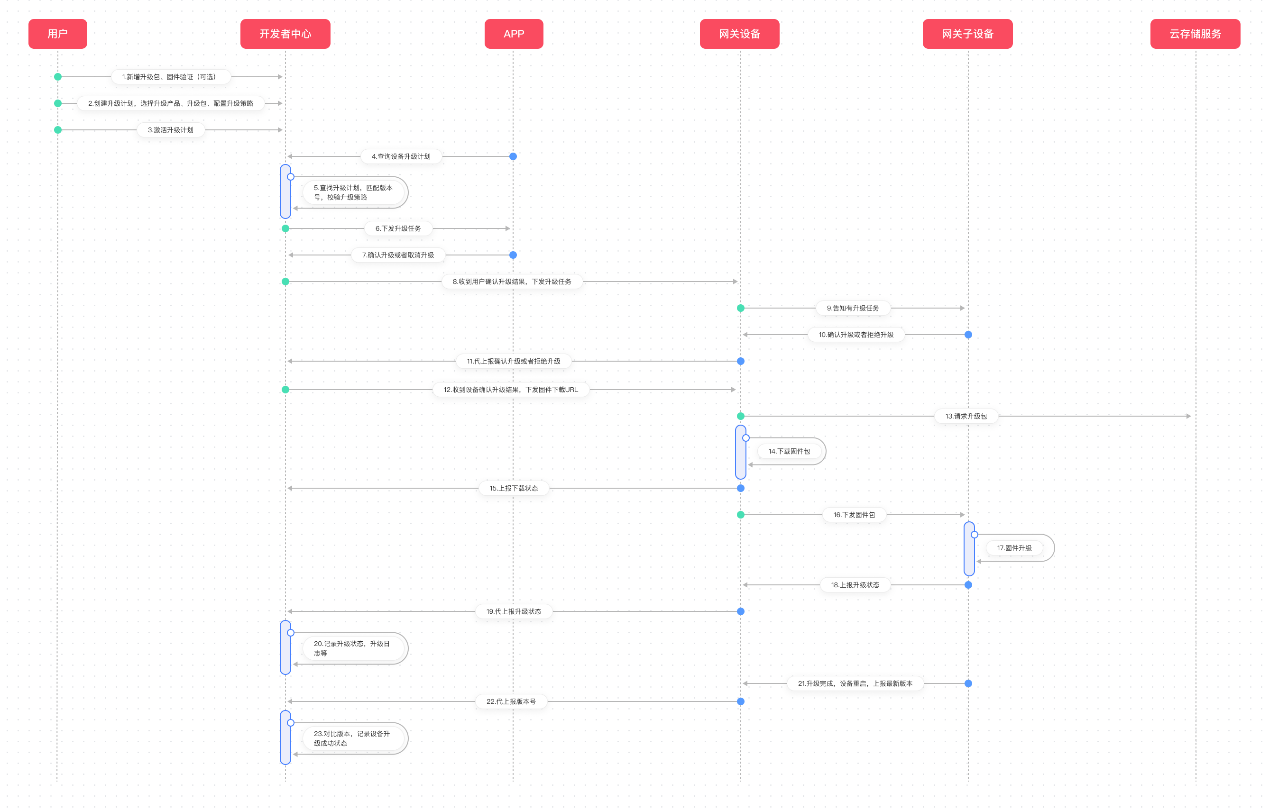 用户
开发者中心
APP
网关设备
网关子设备
云存储服务
1.新增升级包、固件验证（可选）
2.创建升级计划，选择升级产品、升级包、配置升级策略
3.激活升级计划
4.查询设备升级计划
5.查找升级计划，匹配版本
号，校验升级策略
6.下发升级任务
7.确认升级或者取消升级
8.收到用户确认升级结果，下发升级任务
9.告知有升级任务
10.确认升级或者拒绝升级
11.代上报确认升级或者拒绝升级
12.收到设备确认升级结果，下发固件下载URL
13.请求升级包
14.下载固件包
15.上报下载状态
16.下发固件包
17.固件升级
18.上报升级状态
19.代上报升级状态
20.记录升级状态，升级日
志等
21.升级完成，设备重启，上报最新版本
22.代上报版本号
23.对比版本，记录设备升
级成功状态